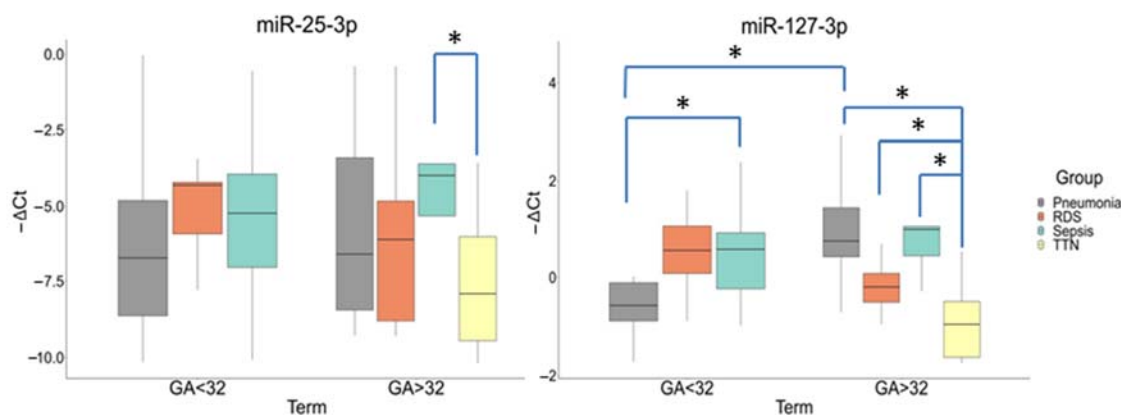 miR-25-3p
*
0.0
−2.5
−5.0
−7.5
−10.0
−ΔCt
GA<32
GA>32
Term
miR-127-3p
*
*
*
*
*
4
2
0
−2
−ΔCt
GA<32
GA>32
Term
Group
Pneumonia
RDS
Sepsis
TTN